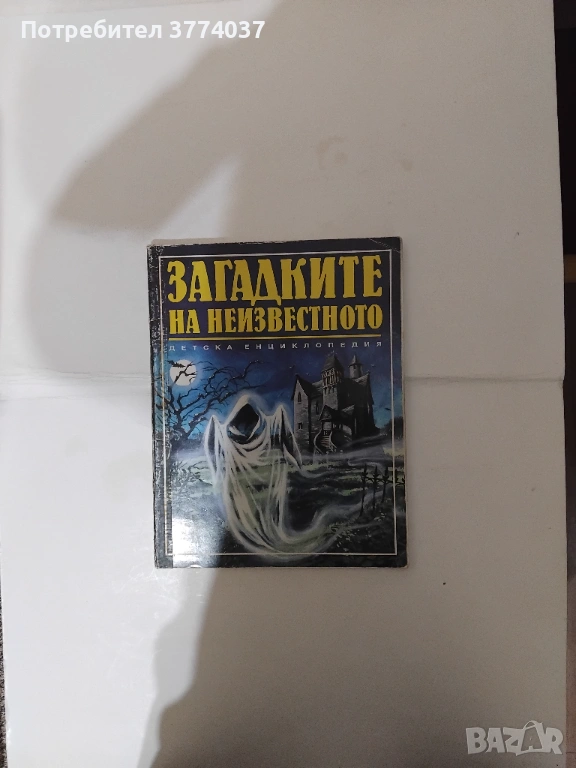 Потребител 3774037
ЗАГАДКИТЕ
НА НЕИЗВЕСТНОТО
ДЕТСКА ЕНЦИКЛОПЕДИЯ
BAZAR